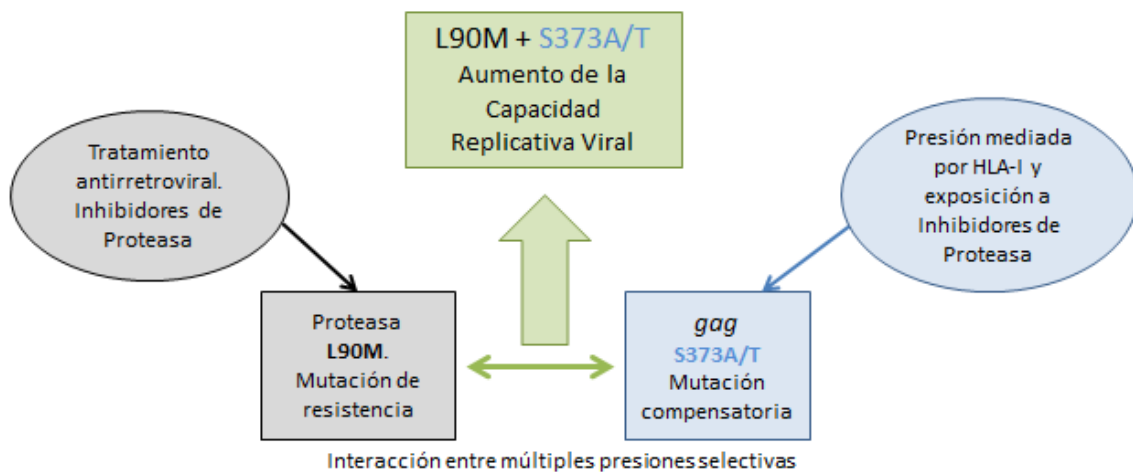 L90M + S373A/T
Aumento de la
Capacidad
Replicativa Viral
Tratamiento
antirretroviral.
Inhibidores de
Proteasa
Presión mediada
por HLA-I y
exposición a
Inhibidores de
Proteasa
Proteasa
L90M.
Mutación de
resistencia
gag
S373A/T
Mutación
compensatoria
Interacción entre múltiples presiones selectivas